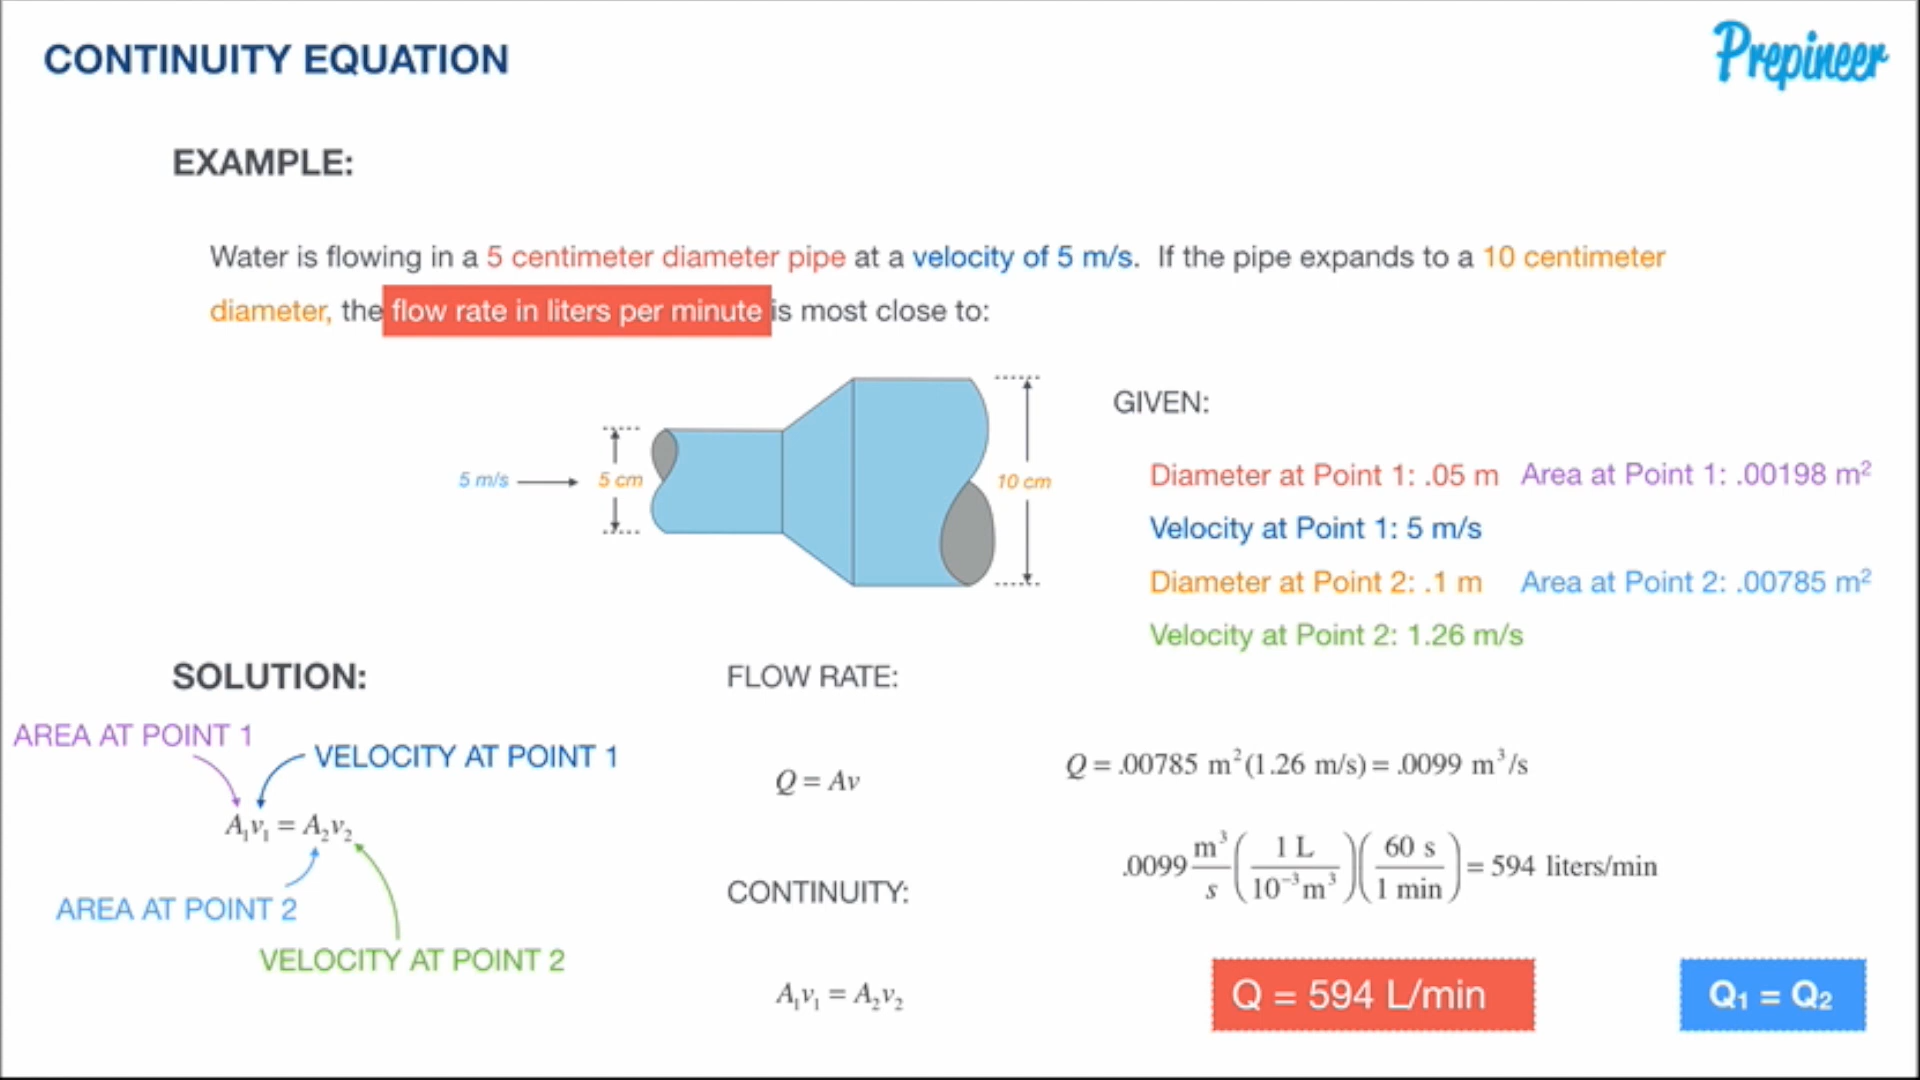 CONTINUITY EQUATION
Prepineer
EXAMPLE:
Water is flowing in a 5 centimeter diameter pipe at a velocity of 5 m/s. If the pipe expands to a 10 centimeter
diameter, the flow rate in liters per minute is most close to:
5 m/s
5 cm
10 cm
GIVEN:
Diameter at Point 1: .05 m Area at Point 1: .00198 m²
Velocity at Point 1: 5 m/s
Diameter at Point 2: .1 m Area at Point 2: .00785 m²
Velocity at Point 2: 1.26 m/s
SOLUTION:
AREA AT POINT 1
VELOCITY AT POINT 1
A₁v₁ = A₂v₂
AREA AT POINT 2
VELOCITY AT POINT 2
FLOW RATE:
Q = Av
CONTINUITY:
A₁v₁ = A₂v₂
Q = .00785 m²(1.26 m/s) = .0099 m³/s
.0099 m³/s (1 L / 10⁻³m³)(60 s / 1 min) = 594 liters/min
Q = 594 L/min
Q₁ = Q₂